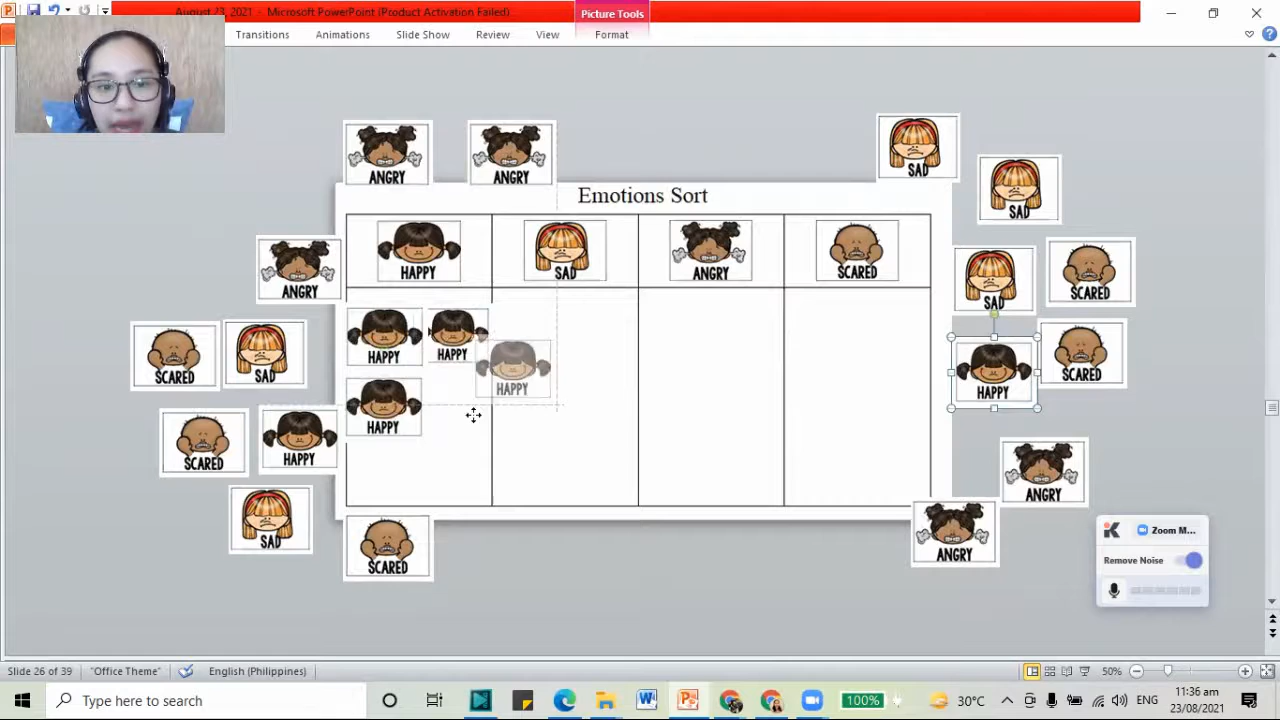 August 23, 2021 - Microsoft PowerPoint (Product Activation Failed)
Picture Tools
Transitions
Animations
Slide Show
Review
View
Format
ANGRY
ANGRY
SAD
SAD
Emotions Sort
HAPPY
SAD
ANGRY
SCARED
ANGRY
SAD
SCARED
HAPPY
HAPPY
SCARED
SAD
SCARED
HAPPY
HAPPY
HAPPY
SCARED
HAPPY
ANGRY
SAD
ANGRY
SCARED
Zoom M...
Remove Noise
Slide 26 of 39
"Office Theme"
English (Philippines)
50%
Type here to search
100%
30°C
ENG
11:36 am
23/08/2021